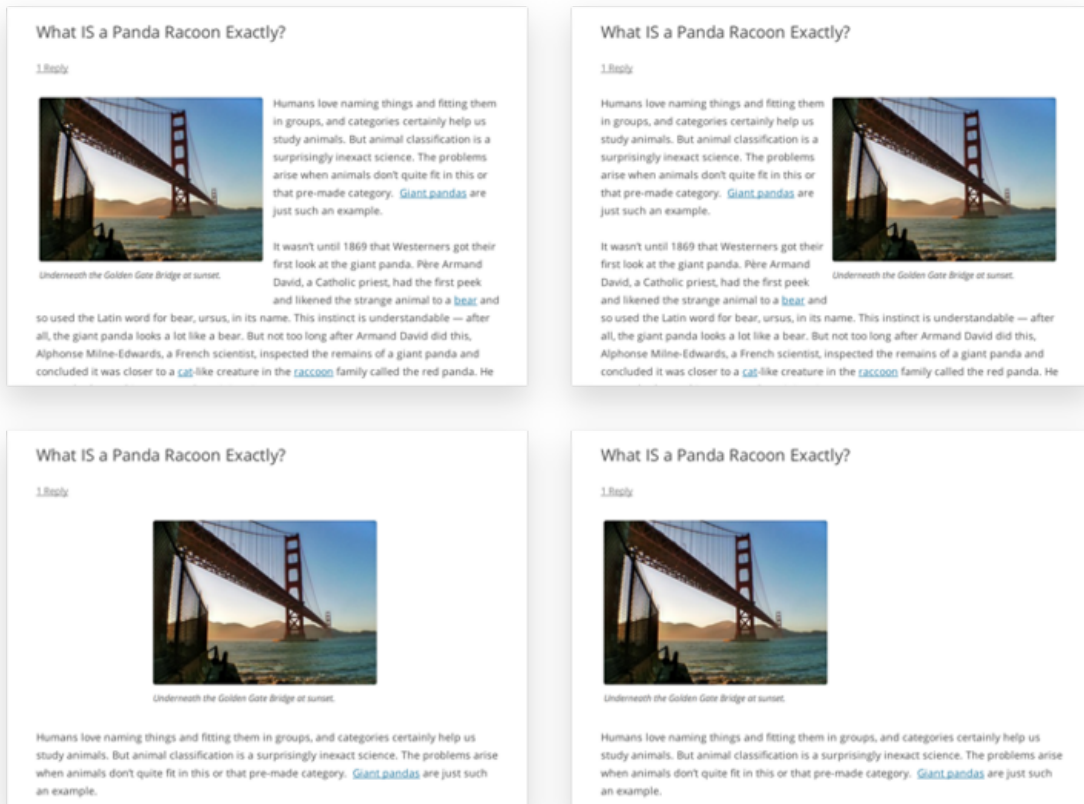 What IS a Panda Racoon Exactly?
1 Reply
Humans love naming things and fitting them
in groups, and categories certainly help us
study animals. But animal classification is a
surprisingly inexact science. The problems
arise when animals don't quite fit in this or
that pre-made category. Giant pandas are
just such an example.
Underneath the Golden Gate Bridge at sunset.
It wasn't until 1869 that Westerners got their
first look at the giant panda. Père Armand
David, a Catholic priest, had the first peek
and likened the strange animal to a bear and
so used the Latin word for bear, ursus, in its name. This instinct is understandable — after
all, the giant panda looks a lot like a bear. But not too long after Armand David did this,
Alphonse Milne-Edwards, a French scientist, inspected the remains of a giant panda and
concluded it was closer to a cat-like creature in the raccoon family called the red panda. He
What IS a Panda Racoon Exactly?
1 Reply
Humans love naming things and fitting them
in groups, and categories certainly help us
study animals. But animal classification is a
surprisingly inexact science. The problems
arise when animals don't quite fit in this or
that pre-made category. Giant pandas are
just such an example.
It wasn't until 1869 that Westerners got their
first look at the giant panda. Père Armand
David, a Catholic priest, had the first peek
and likened the strange animal to a bear and
Underneath the Golden Gate Bridge at sunset.
so used the Latin word for bear, ursus, in its name. This instinct is understandable — after
all, the giant panda looks a lot like a bear. But not too long after Armand David did this,
Alphonse Milne-Edwards, a French scientist, inspected the remains of a giant panda and
concluded it was closer to a cat-like creature in the raccoon family called the red panda. He
What IS a Panda Racoon Exactly?
1 Reply
Underneath the Golden Gate Bridge at sunset.
Humans love naming things and fitting them in groups, and categories certainly help us
study animals. But animal classification is a surprisingly inexact science. The problems arise
when animals don't quite fit in this or that pre-made category. Giant pandas are just such
an example.
What IS a Panda Racoon Exactly?
1 Reply
Underneath the Golden Gate Bridge at sunset.
Humans love naming things and fitting them in groups, and categories certainly help us
study animals. But animal classification is a surprisingly inexact science. The problems arise
when animals don't quite fit in this or that pre-made category. Giant pandas are just such
an example.